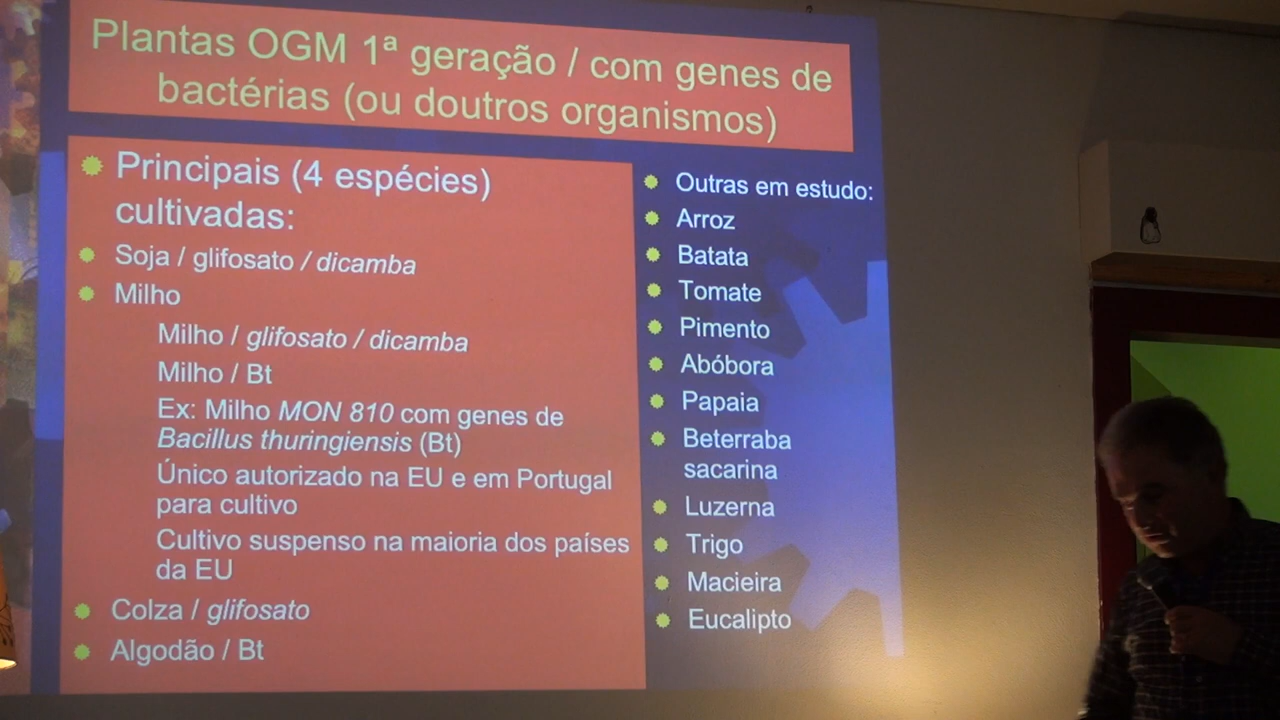 Plantas OGM 1ª geração / com genes de
bactérias (ou doutros organismos)
Principais (4 espécies)
cultivadas:
Soja / glifosato / dicamba
Milho
Milho / glifosato / dicamba
Milho / Bt
Ex: Milho MON 810 com genes de
Bacillus thuringiensis (Bt)
Único autorizado na EU e em Portugal
para cultivo
Cultivo suspenso na maioria dos países
da EU
Colza / glifosato
Algodão / Bt
Outras em estudo:
Arroz
Batata
Tomate
Pimento
Abóbora
Papaia
Beterraba
sacarina
Luzerna
Trigo
Macieira
Eucalipto